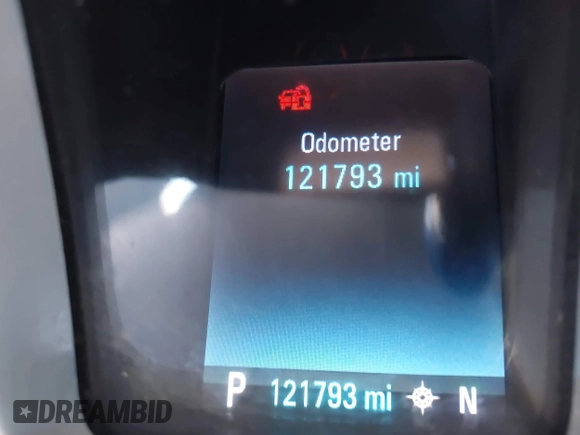 Odometer
121793 mi
P 121793 mi N
DREAMBID